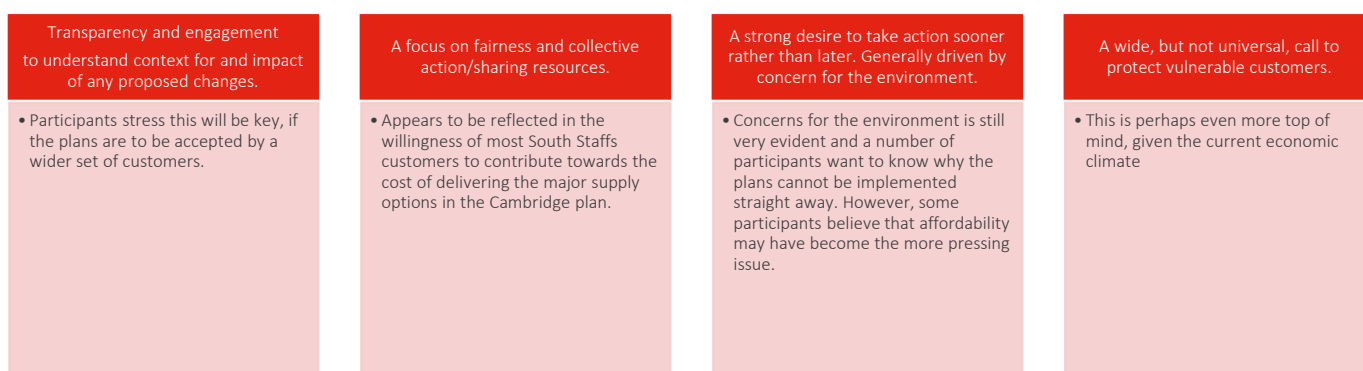 Transparency and engagement
to understand context for and impact
of any proposed changes.
• Participants stress this will be key, if
the plans are to be accepted by a
wider set of customers.
A focus on fairness and collective
action/sharing resources.
• Appears to be reflected in the
willingness of most South Staffs
customers to contribute towards the
cost of delivering the major supply
options in the Cambridge plan.
A strong desire to take action sooner
rather than later. Generally driven by
concern for the environment.
• Concerns for the environment is still
very evident and a number of
participants want to know why the
plans cannot be implemented
straight away. However, some
participants believe that affordability
may have become the more pressing
issue.
A wide, but not universal, call to
protect vulnerable customers.
• This is perhaps even more top of
mind, given the current economic
climate